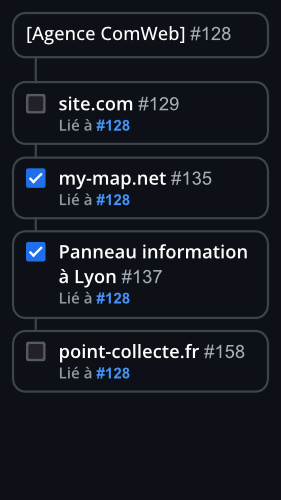 [Agence ComWeb] #128
site.com #129
Lié à #128
my-map.net #135
Lié à #128
Panneau information
à Lyon #137
Lié à #128
point-collecte.fr #158
Lié à #128